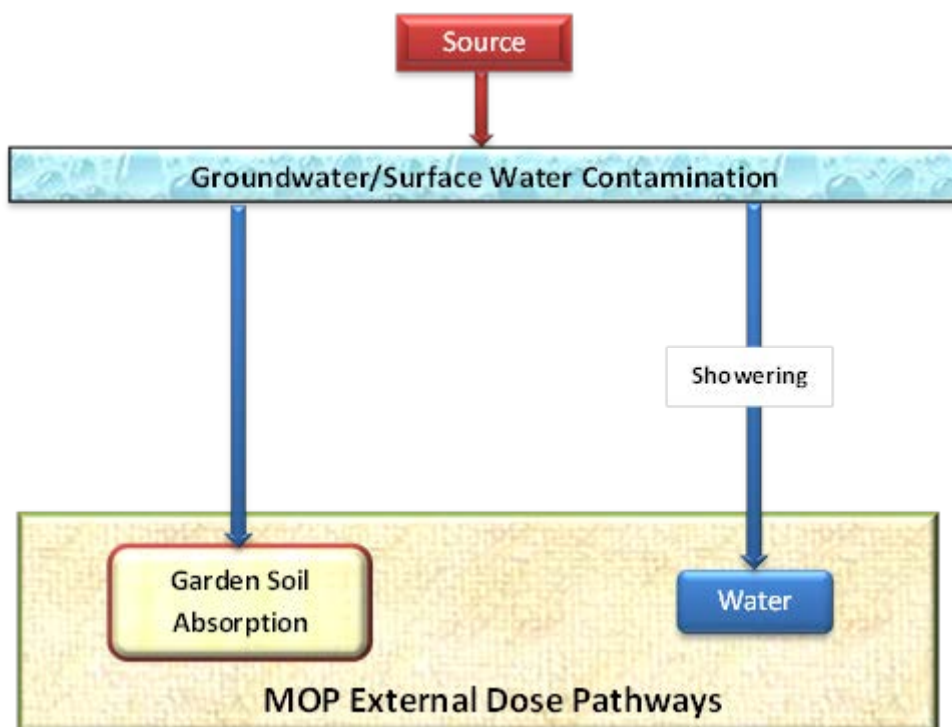 Source
Groundwater/Surface Water Contamination
Showering
Garden Soil
Absorption
Water
MOP External Dose Pathways